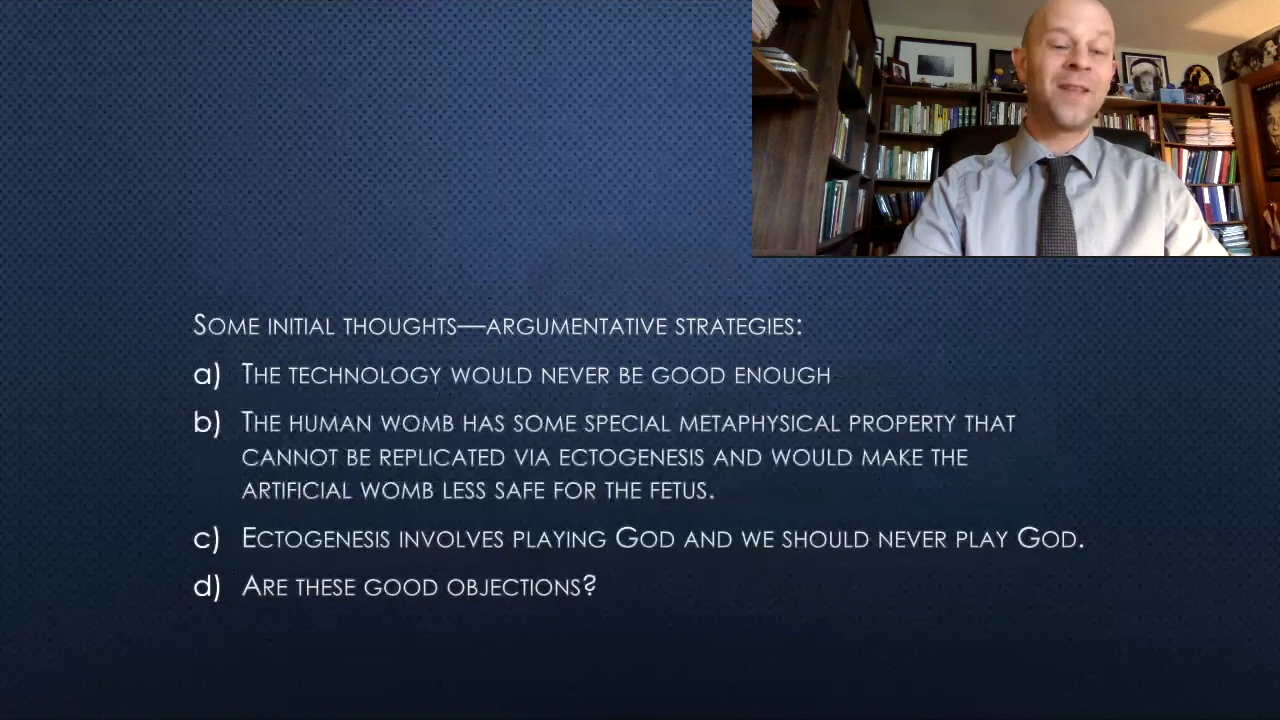 Some initial thoughts—argumentative strategies:
a) The technology would never be good enough
b) The human womb has some special metaphysical property that
cannot be replicated via ectogenesis and would make the
artificial womb less safe for the fetus.
c) Ectogenesis involves playing God and we should never play God.
d) Are these good objections?